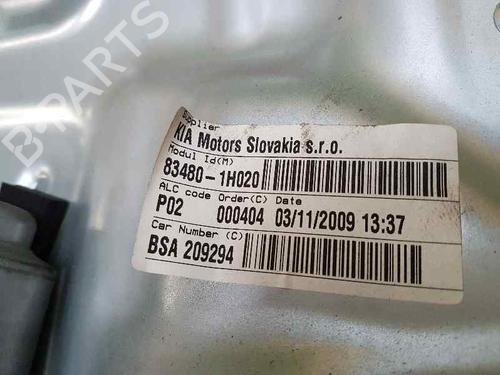 B-PARTS
Supplier
KIA Motors Slovakia s.r.o.
Modul Id(M)
83480-1H020
ALC code Order(C) Date
P02 000404 03/11/2009 13:37
Car Number (C)
BSA 209294